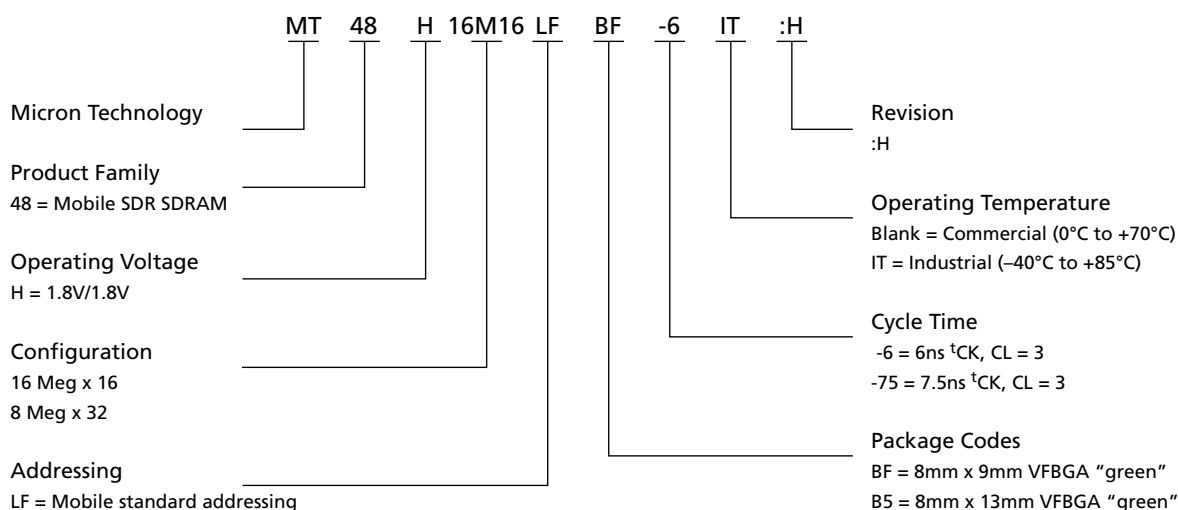 MT 48 H 16M16 LF BF -6 IT :H
Micron Technology
Product Family
48 = Mobile SDR SDRAM
Operating Voltage
H = 1.8V/1.8V
Configuration
16 Meg x 16
8 Meg x 32
Addressing
LF = Mobile standard addressing
Revision
:H
Operating Temperature
Blank = Commercial (0°C to +70°C)
IT = Industrial (–40°C to +85°C)
Cycle Time
-6 = 6ns tCK, CL = 3
-75 = 7.5ns tCK, CL = 3
Package Codes
BF = 8mm x 9mm VFBGA “green”
B5 = 8mm x 13mm VFBGA “green”